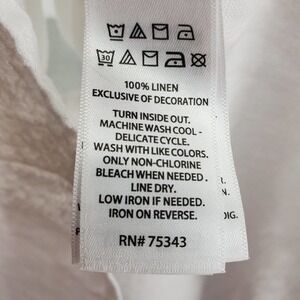 30
100% LINEN
EXCLUSIVE OF DECORATION
TURN INSIDE OUT.
MACHINE WASH COOL -
DELICATE CYCLE.
WASH WITH LIKE COLORS.
ONLY NON-CHLORINE
BLEACH WHEN NEEDED.
LINE DRY.
LOW IRON IF NEEDED.
IRON ON REVERSE.
RN# 75343